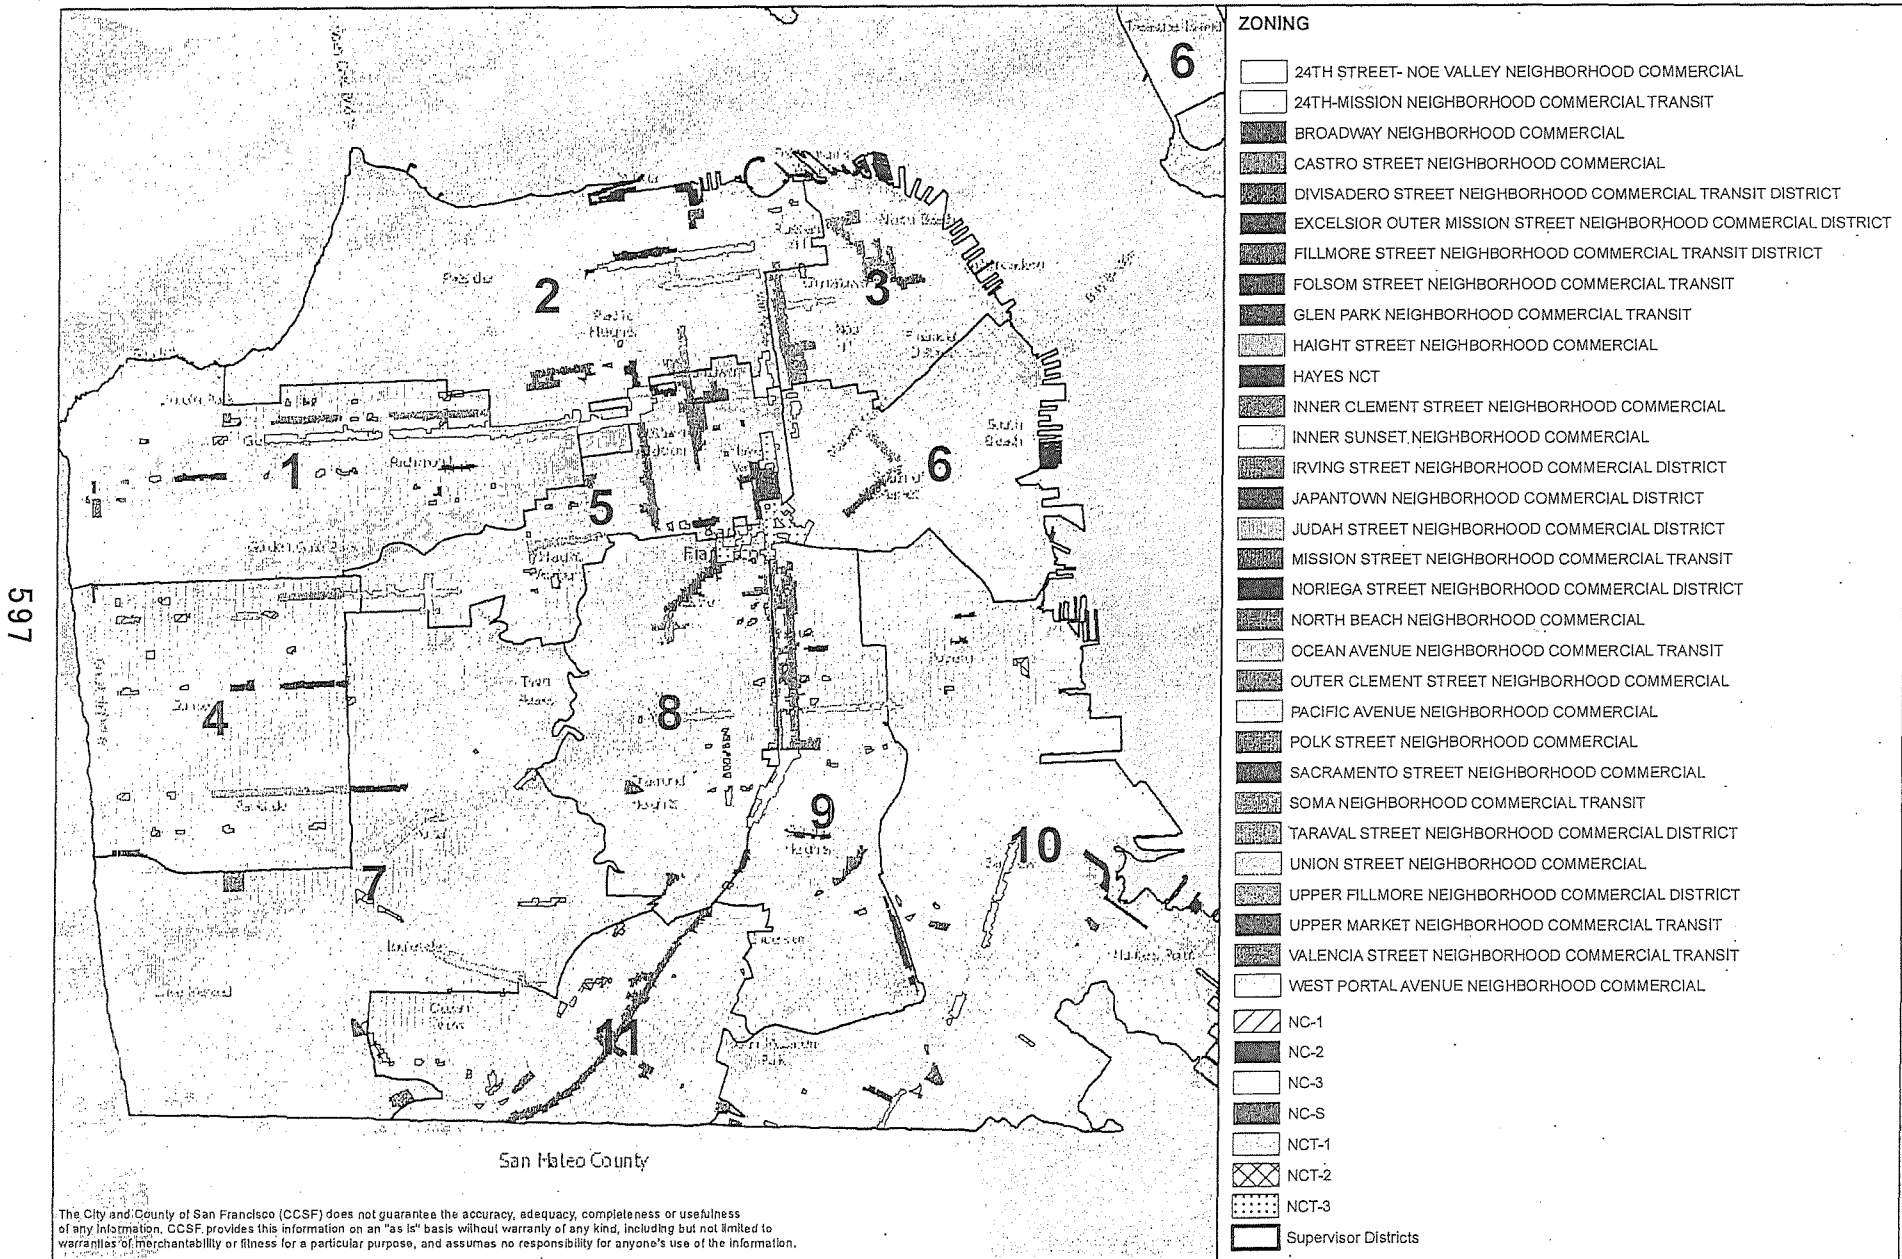 ZONING
24TH STREET- NOE VALLEY NEIGHBORHOOD COMMERCIAL
24TH-MISSION NEIGHBORHOOD COMMERCIAL TRANSIT
BROADWAY NEIGHBORHOOD COMMERCIAL
CASTRO STREET NEIGHBORHOOD COMMERCIAL
DIVISADERO STREET NEIGHBORHOOD COMMERCIAL TRANSIT DISTRICT
EXCELSIOR OUTER MISSION STREET NEIGHBORHOOD COMMERCIAL DISTRICT
FILLMORE STREET NEIGHBORHOOD COMMERCIAL TRANSIT DISTRICT
FOLSOM STREET NEIGHBORHOOD COMMERCIAL TRANSIT
GLEN PARK NEIGHBORHOOD COMMERCIAL TRANSIT
HAIGHT STREET NEIGHBORHOOD COMMERCIAL
HAYES NCT
INNER CLEMENT STREET NEIGHBORHOOD COMMERCIAL
INNER SUNSET NEIGHBORHOOD COMMERCIAL
IRVING STREET NEIGHBORHOOD COMMERCIAL DISTRICT
JAPANTOWN NEIGHBORHOOD COMMERCIAL DISTRICT
JUDAH STREET NEIGHBORHOOD COMMERCIAL DISTRICT
MISSION STREET NEIGHBORHOOD COMMERCIAL TRANSIT
NORIEGA STREET NEIGHBORHOOD COMMERCIAL DISTRICT
NORTH BEACH NEIGHBORHOOD COMMERCIAL
OCEAN AVENUE NEIGHBORHOOD COMMERCIAL TRANSIT
OUTER CLEMENT STREET NEIGHBORHOOD COMMERCIAL
PACIFIC AVENUE NEIGHBORHOOD COMMERCIAL
POLK STREET NEIGHBORHOOD COMMERCIAL
SACRAMENTO STREET NEIGHBORHOOD COMMERCIAL
SOMA NEIGHBORHOOD COMMERCIAL TRANSIT
TARAVAL STREET NEIGHBORHOOD COMMERCIAL DISTRICT
UNION STREET NEIGHBORHOOD COMMERCIAL
UPPER FILLMORE NEIGHBORHOOD COMMERCIAL DISTRICT
UPPER MARKET NEIGHBORHOOD COMMERCIAL TRANSIT
VALENCIA STREET NEIGHBORHOOD COMMERCIAL TRANSIT
WEST PORTAL AVENUE NEIGHBORHOOD COMMERCIAL
NC-1
NC-2
NC-3
NC-S
NCT-1
NCT-2
NCT-3
Supervisor Districts
6
2
3
1
5
6
4
8
9
10
7
11
Presidio
Pacific
Heights
South
Beach
Twin
Peaks
San Mateo County
597
The City and County of San Francisco (CCSF) does not guarantee the accuracy, adequacy, completeness or usefulness
of any information. CCSF provides this information on an "as is" basis without warranty of any kind, including but not limited to
warranties of merchantability or fitness for a particular purpose, and assumes no responsibility for anyone's use of the information.